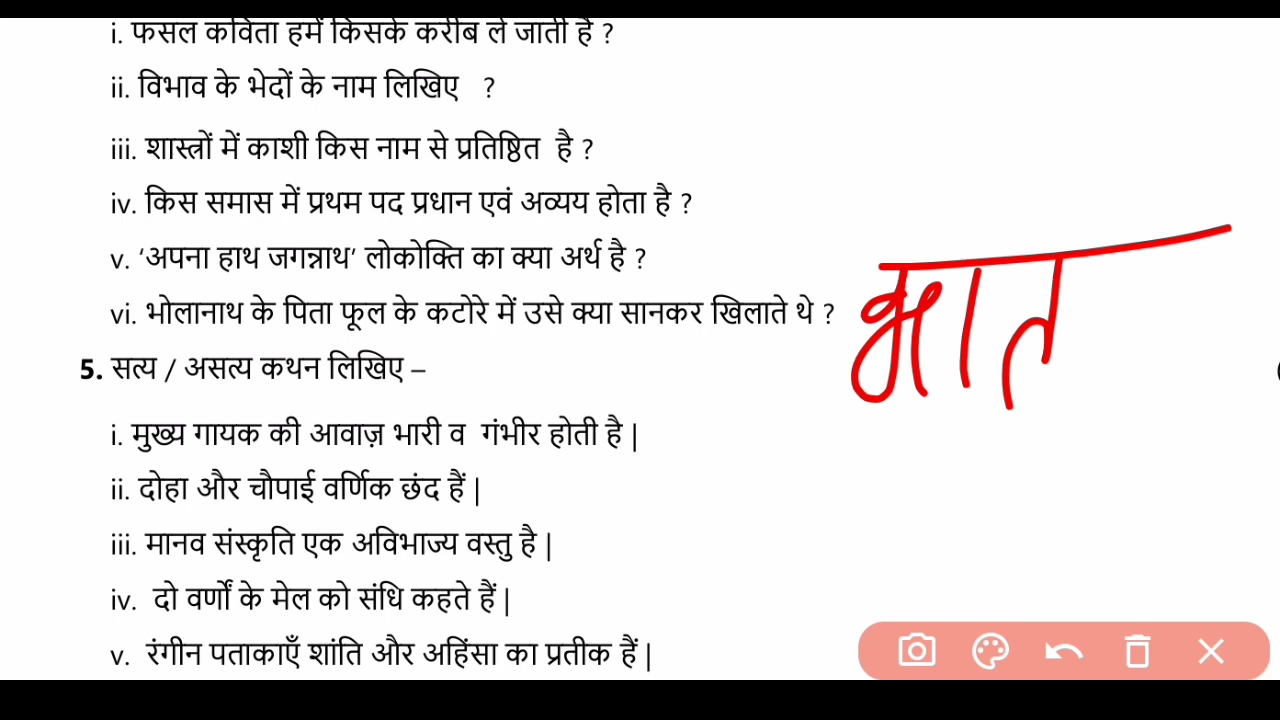 i. फसल कविता हमें किसके करीब ले जाती है ?
ii. विभाव के भेदों के नाम लिखिए ?
iii. शास्त्रों में काशी किस नाम से प्रतिष्ठित है ?
iv. किस समास में प्रथम पद प्रधान एवं अव्यय होता है ?
v. ‘अपना हाथ जगन्नाथ’ लोकोक्ति का क्या अर्थ है ?
vi. भोलानाथ के पिता फूल के कटोरे में उसे क्या सानकर खिलाते थे ? भात
5. सत्य / असत्य कथन लिखिए –
i. मुख्य गायक की आवाज़ भारी व गंभीर होती है |
ii. दोहा और चौपाई वर्णिक छंद हैं |
iii. मानव संस्कृति एक अविभाज्य वस्तु है |
iv. दो वर्णों के मेल को संधि कहते हैं |
v. रंगीन पताकाएँ शांति और अहिंसा का प्रतीक हैं |